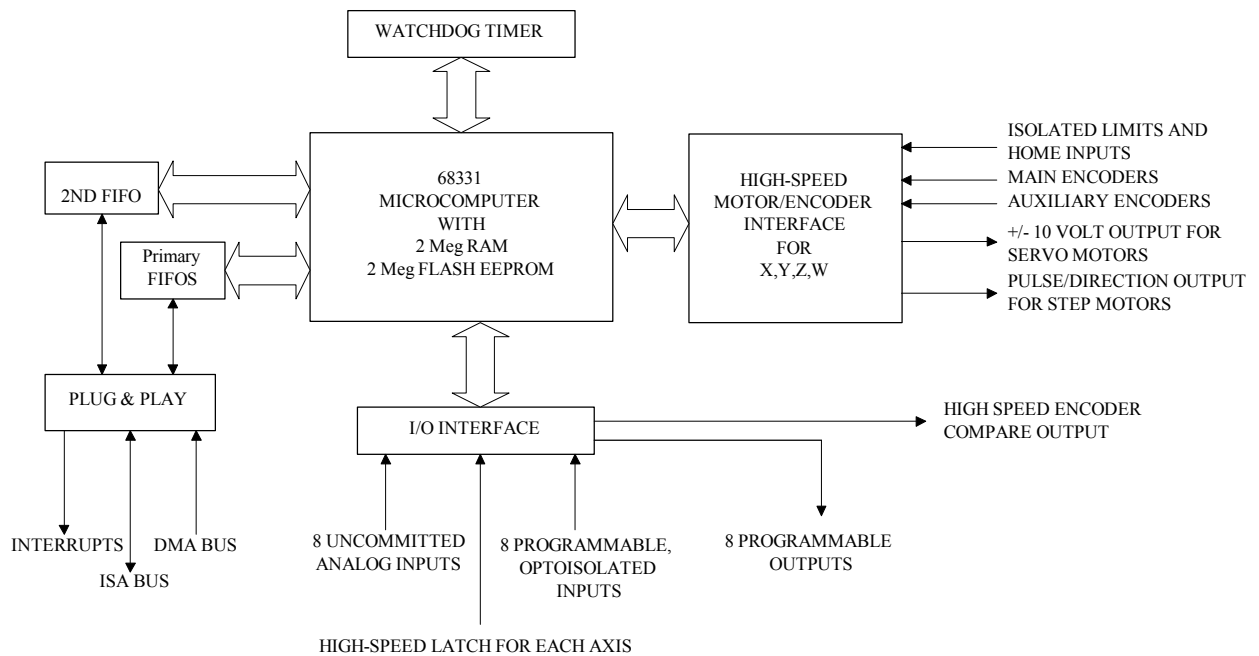 WATCHDOG TIMER
2ND FIFO
Primary
FIFOS
68331
MICROCOMPUTER
WITH
2 Meg RAM
2 Meg FLASH EEPROM
HIGH-SPEED
MOTOR/ENCODER
INTERFACE
FOR
X,Y,Z,W
ISOLATED LIMITS AND
HOME INPUTS
MAIN ENCODERS
AUXILIARY ENCODERS
+/- 10 VOLT OUTPUT FOR
SERVO MOTORS
PULSE/DIRECTION OUTPUT
FOR STEP MOTORS
PLUG & PLAY
I/O INTERFACE
HIGH SPEED ENCODER
COMPARE OUTPUT
INTERRUPTS
DMA BUS
ISA BUS
8 UNCOMMITTED
ANALOG INPUTS
8 PROGRAMMABLE,
OPTOISOLATED
INPUTS
8 PROGRAMMABLE
OUTPUTS
HIGH-SPEED LATCH FOR EACH AXIS